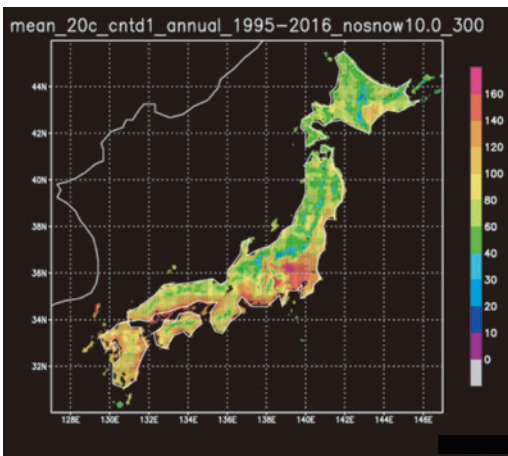 mean_20c_cntd1_annual_1995-2016_nosnow10.0_300
44N
42N
40N
38N
36N
34N
32N
128E 130E 132E 134E 136E 138E 140E 142E 144E 146E
160
140
120
100
80
60
40
30
20
10
0